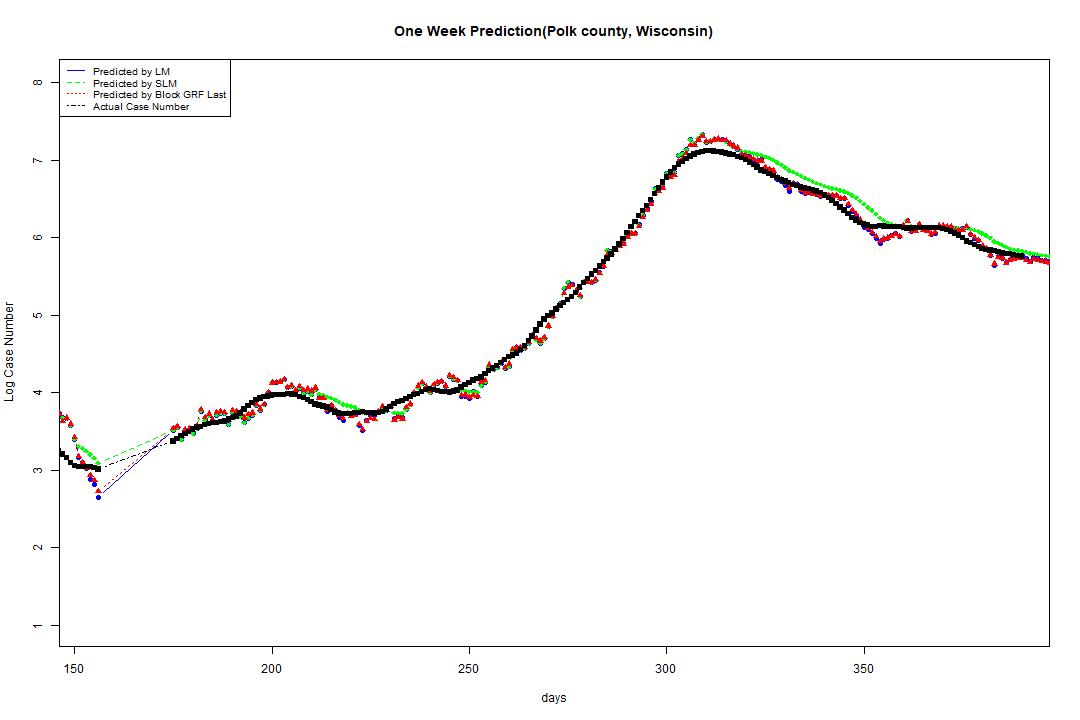 One Week Prediction(Polk county, Wisconsin)
Predicted by LM
Predicted by SLM
Predicted by Block GRF Last
Actual Case Number
8
7
6
5
4
3
2
1
Log Case Number
150 200 250 300 350
days